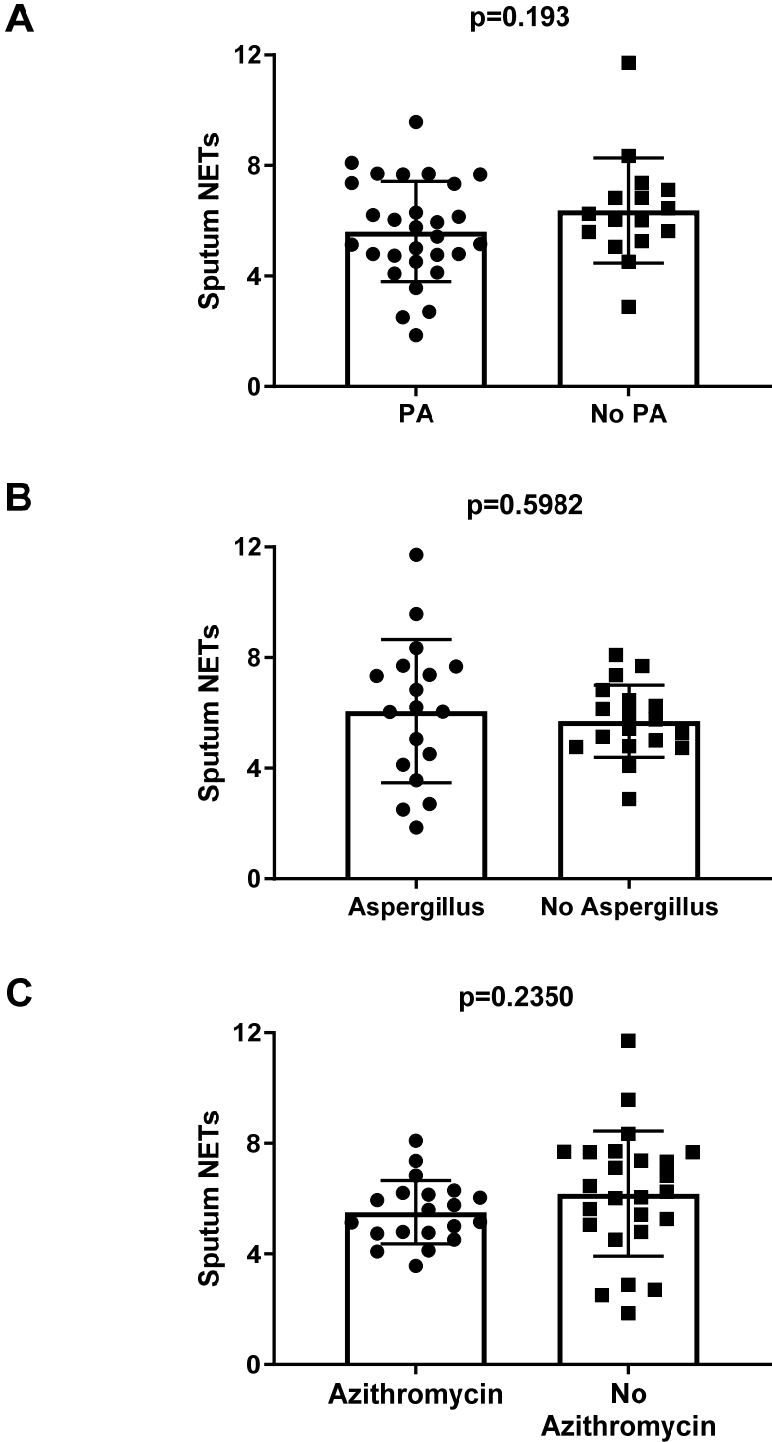 A
p=0.193
12
8
4
0
Sputum NETs
PA
No PA
B
p=0.5982
12
8
4
0
Sputum NETs
Aspergillus
No Aspergillus
C
p=0.2350
12
8
4
0
Sputum NETs
Azithromycin
No
Azithromycin